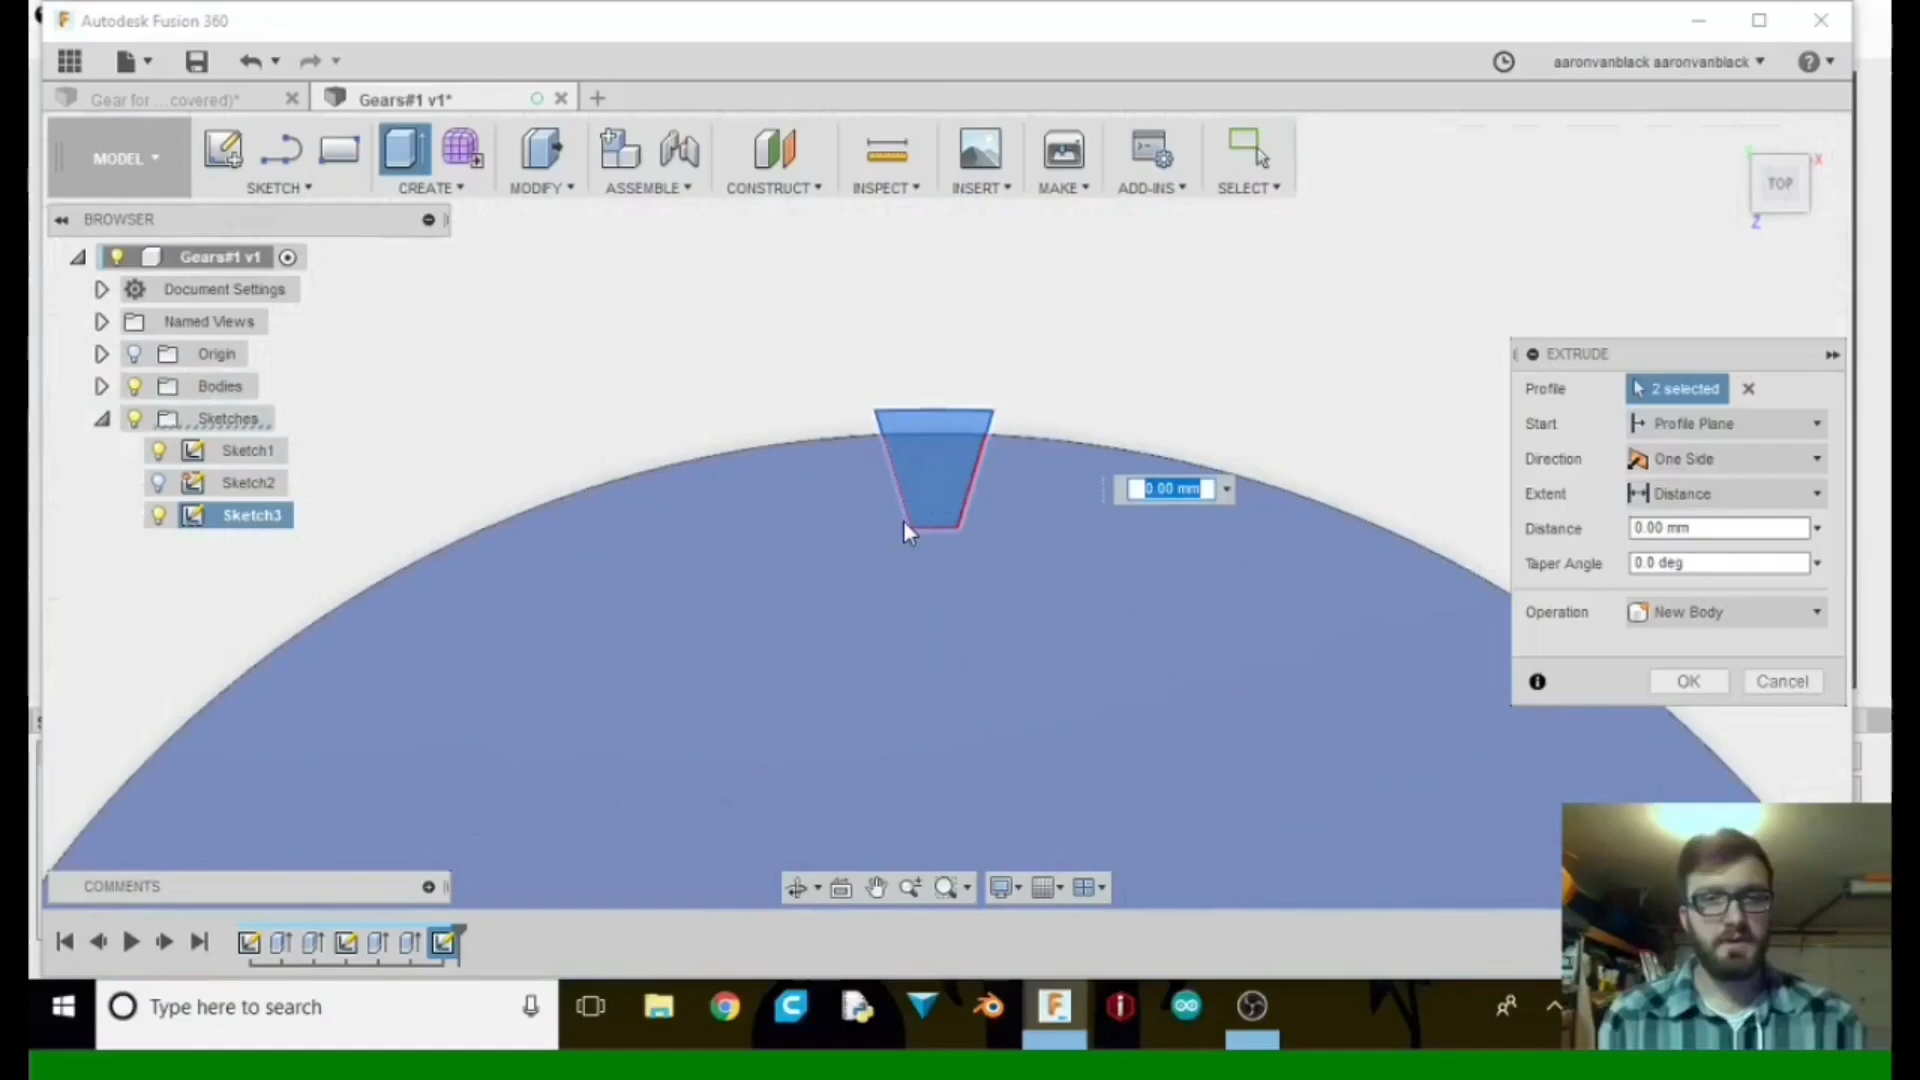 Autodesk Fusion 360
aaronvanblack aaronvanblack
Gear for ...covered)*
Gears#1 v1*
MODEL
SKETCH
CREATE
MODIFY
ASSEMBLE
CONSTRUCT
INSPECT
INSERT
MAKE
ADD-INS
SELECT
TOP
X
Z
BROWSER
Gears#1 v1
Document Settings
Named Views
Origin
Bodies
Sketches
Sketch1
Sketch2
Sketch3
0.00 mm
EXTRUDE
Profile 2 selected
Start Profile Plane
Direction One Side
Extent Distance
Distance 0.00 mm
Taper Angle 0.0 deg
Operation New Body
OK Cancel
COMMENTS
Type here to search